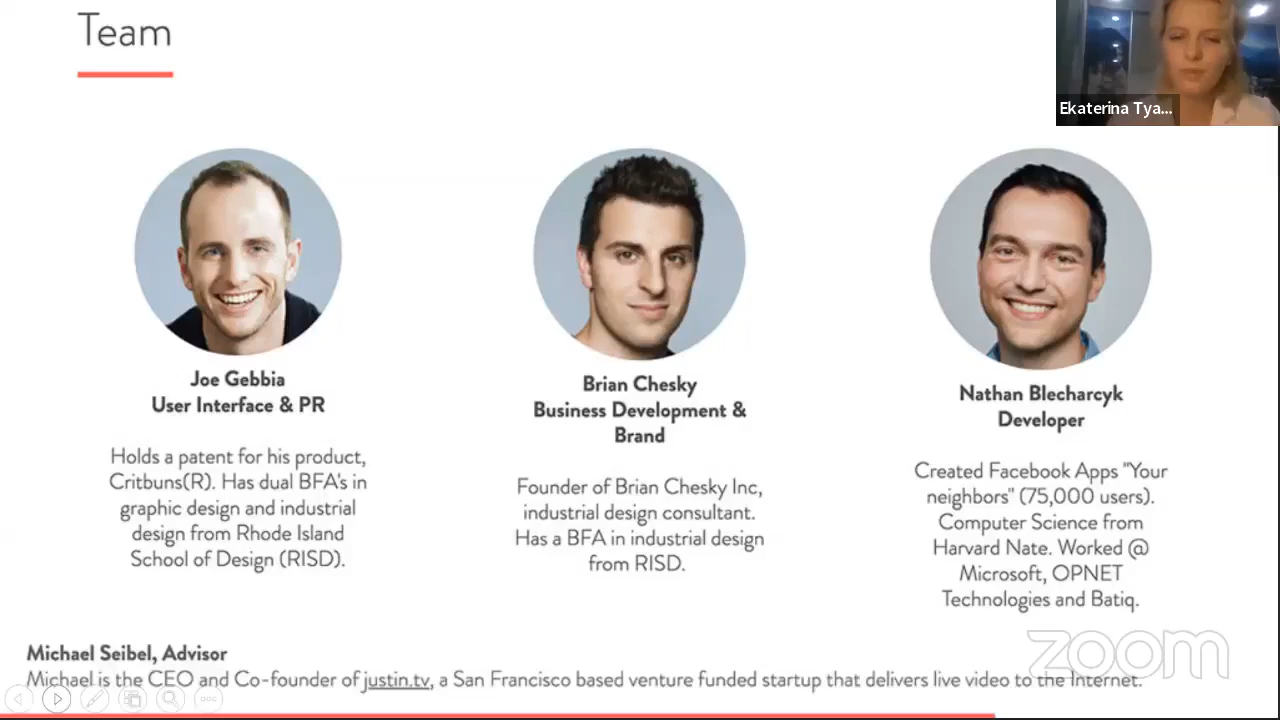 Team
Ekaterina Tya...
Joe Gebbia
User Interface & PR
Holds a patent for his product,
Critbuns(R). Has dual BFA's in
graphic design and industrial
design from Rhode Island
School of Design (RISD).
Brian Chesky
Business Development &
Brand
Founder of Brian Chesky Inc,
industrial design consultant.
Has a BFA in industrial design
from RISD.
Nathan Blecharcyk
Developer
Created Facebook Apps "Your
neighbors" (75,000 users).
Computer Science from
Harvard Nate. Worked @
Microsoft, OPNET
Technologies and Batiq.
Michael Seibel, Advisor
Michael is the CEO and Co-founder of justin.tv, a San Francisco based venture funded startup that delivers live video to the Internet.
zoom